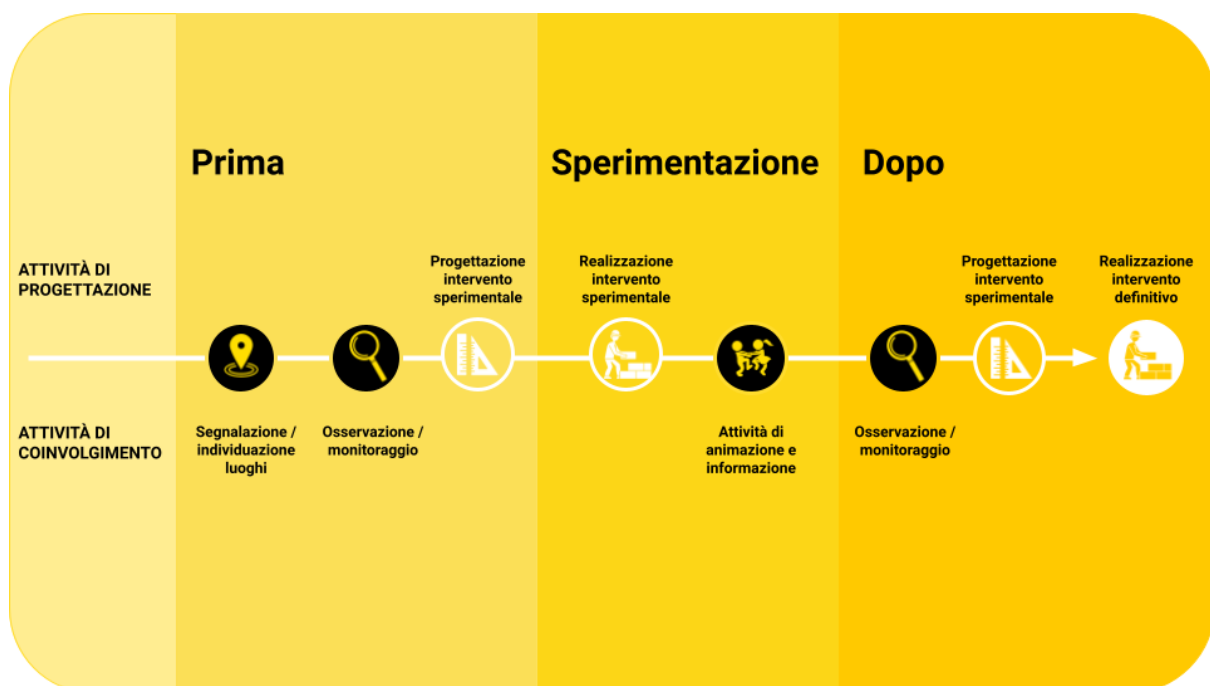 Prima
Sperimentazione
Dopo
ATTIVITÀ DI
PROGETTAZIONE
Progettazione
intervento
sperimentale
Realizzazione
intervento
sperimentale
Progettazione
intervento
sperimentale
Realizzazione
intervento
definitivo
ATTIVITÀ DI
COINVOLGIMENTO
Segnalazione /
individuazione
luoghi
Osservazione /
monitoraggio
Attività di
animazione e
informazione
Osservazione /
monitoraggio